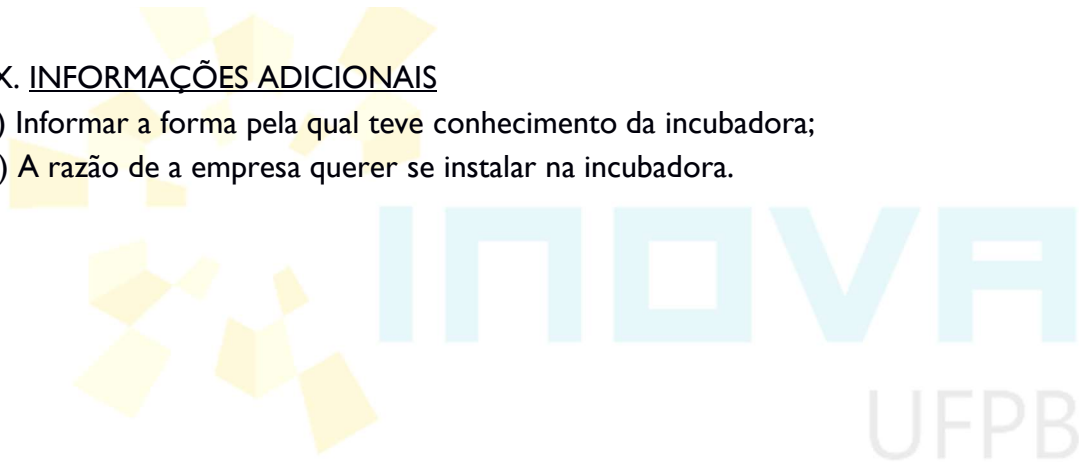 X. INFORMAÇÕES ADICIONAIS
) Informar a forma pela qual teve conhecimento da incubadora;
) A razão de a empresa querer se instalar na incubadora.
INOVA
UFPB